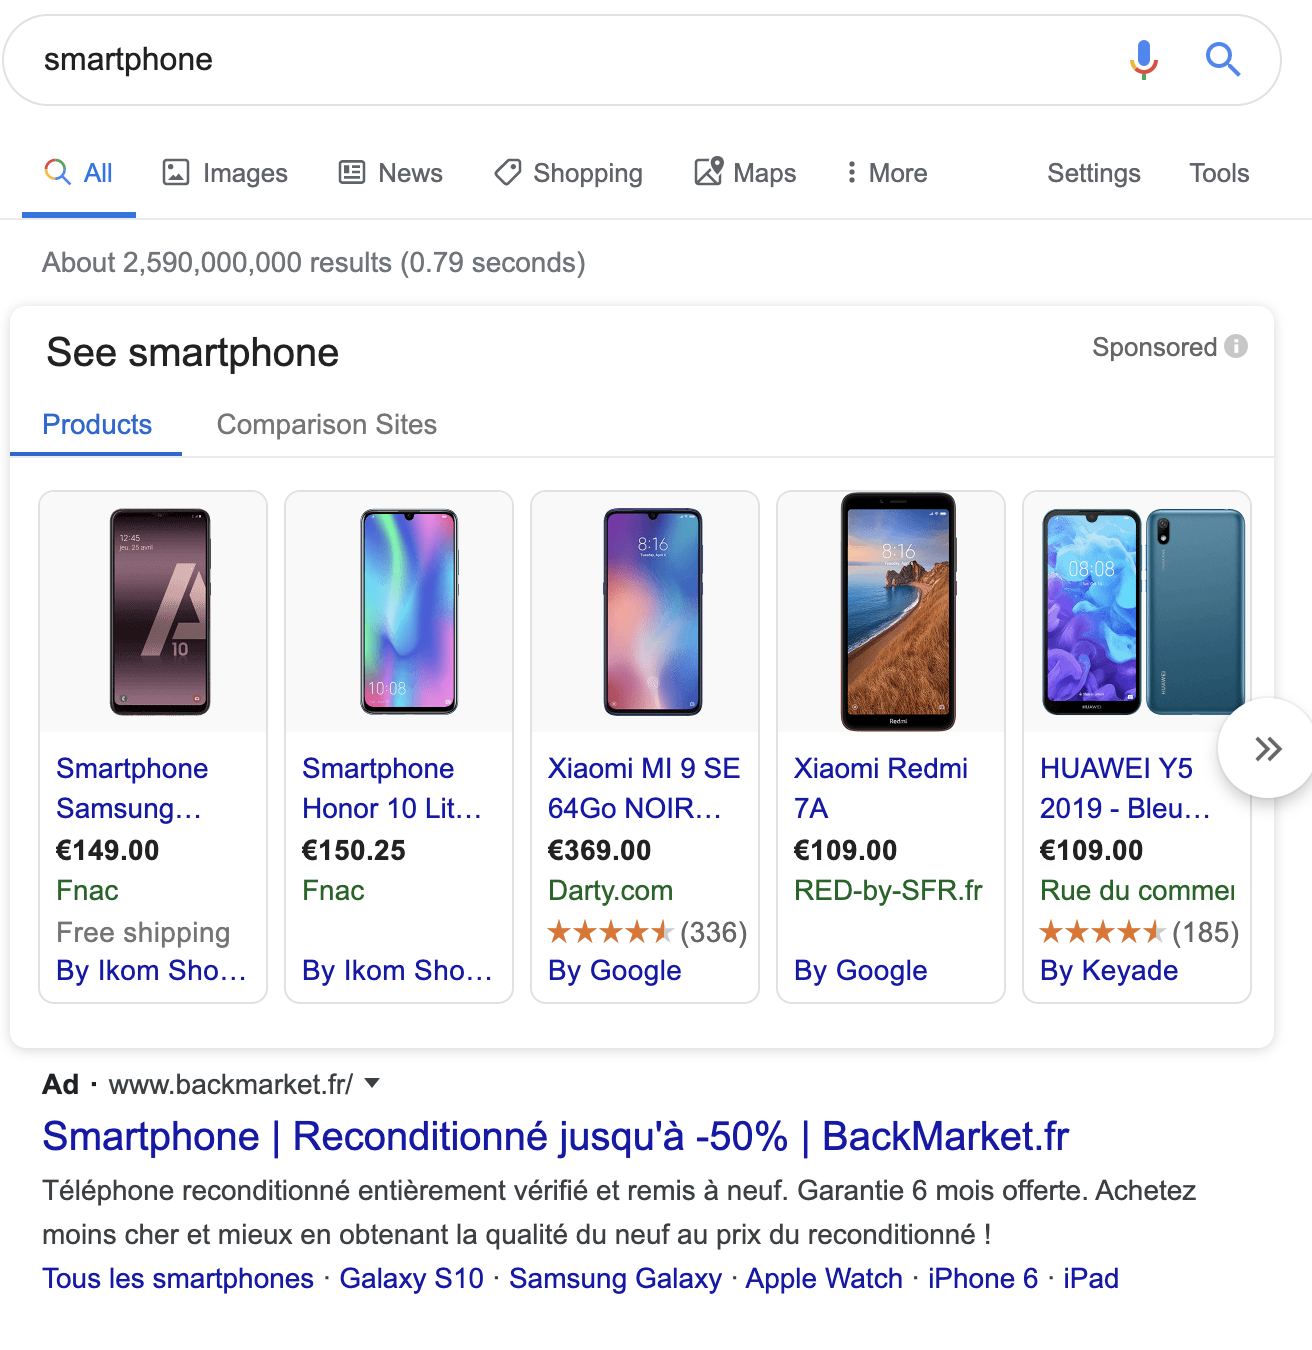 smartphone
All Images News Shopping Maps More Settings Tools
About 2,590,000,000 results (0.79 seconds)
See smartphone
Sponsored
Products Comparison Sites
12:45
jeu. 25 avril
10
Smartphone
Samsung...
€149.00
Fnac
Free shipping
By Ikom Sho...
10:08
Smartphone
Honor 10 Lit...
€150.25
Fnac
By Ikom Sho...
8:16
Xiaomi MI 9 SE
64Go NOIR...
€369.00
Darty.com
(336)
By Google
8:16
Redmi
Xiaomi Redmi
7A
€109.00
RED-by-SFR.fr
By Google
08:08
HUAWEI
HUAWEI
HUAWEI Y5
2019 - Bleu...
€109.00
Rue du commer
(185)
By Keyade
Ad · www.backmarket.fr/
Smartphone | Reconditionné jusqu'à -50% | BackMarket.fr
Téléphone reconditionné entièrement vérifié et remis à neuf. Garantie 6 mois offerte. Achetez
moins cher et mieux en obtenant la qualité du neuf au prix du reconditionné !
Tous les smartphones · Galaxy S10 · Samsung Galaxy · Apple Watch · iPhone 6 · iPad